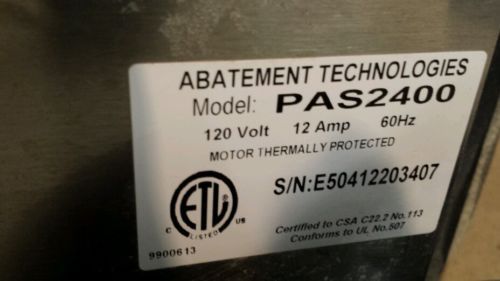 ABATEMENT TECHNOLOGIES
Model: PAS2400
120 Volt 12 Amp 60Hz
MOTOR THERMALLY PROTECTED
S/N:E50412203407
ETL
LISTED
C US
Certified to CSA C22.2 No.113
Conforms to UL No.507
9900613